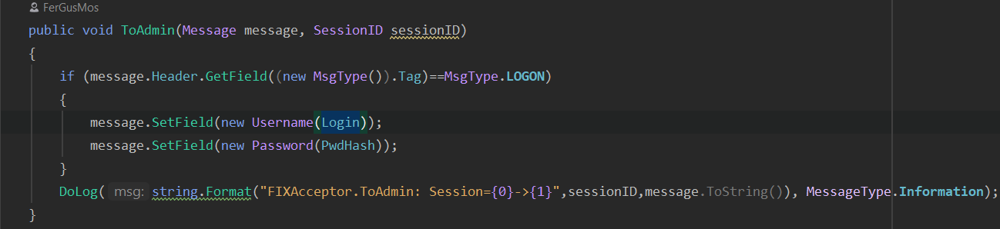 FerGusMos
public void ToAdmin(Message message, SessionID sessionID)
{
if (message.Header.GetField((new MsgType()).Tag)==MsgType.LOGON)
{
message.SetField(new Username(Login));
message.SetField(new Password(PwdHash));
}
DoLog( msg: string.Format("FIXAcceptor.ToAdmin: Session={0}->{1}",sessionID,message.ToString()), MessageType.Information);
}